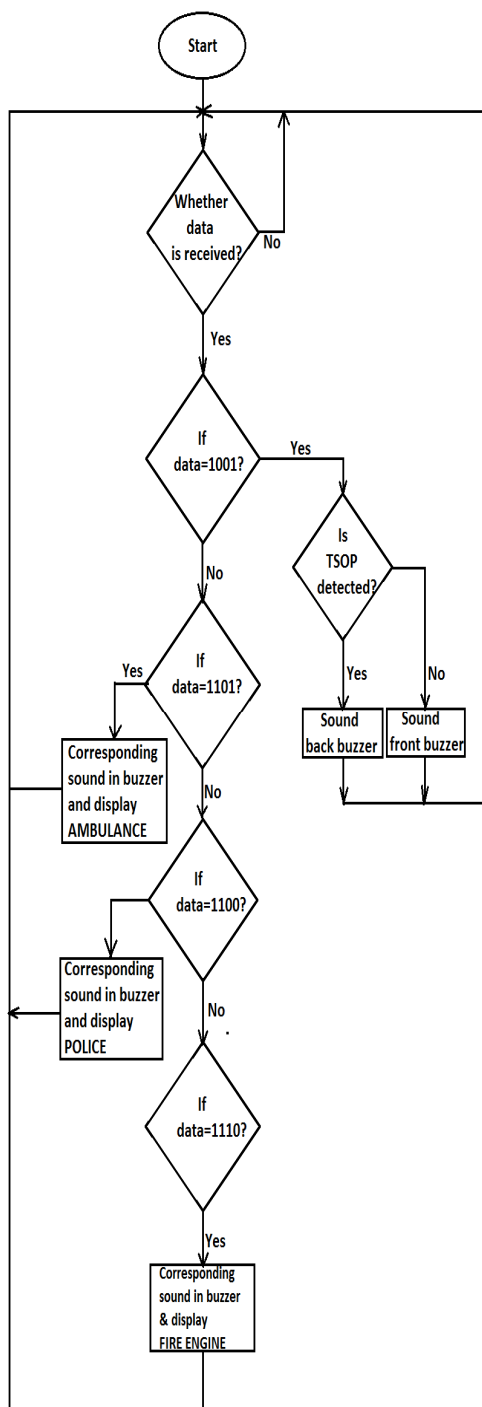 Start
Whether
data
is received?
No
Yes
If
data=1001?
Yes
Is
TSOP
detected?
No
Yes
No
Sound
back buzzer
Sound
front buzzer
If
data=1101?
Yes
Corresponding
sound in buzzer
and display
AMBULANCE
No
If
data=1100?
Corresponding
sound in buzzer
and display
POLICE
No
If
data=1110?
Yes
Corresponding
sound in buzzer
& display
FIRE ENGINE